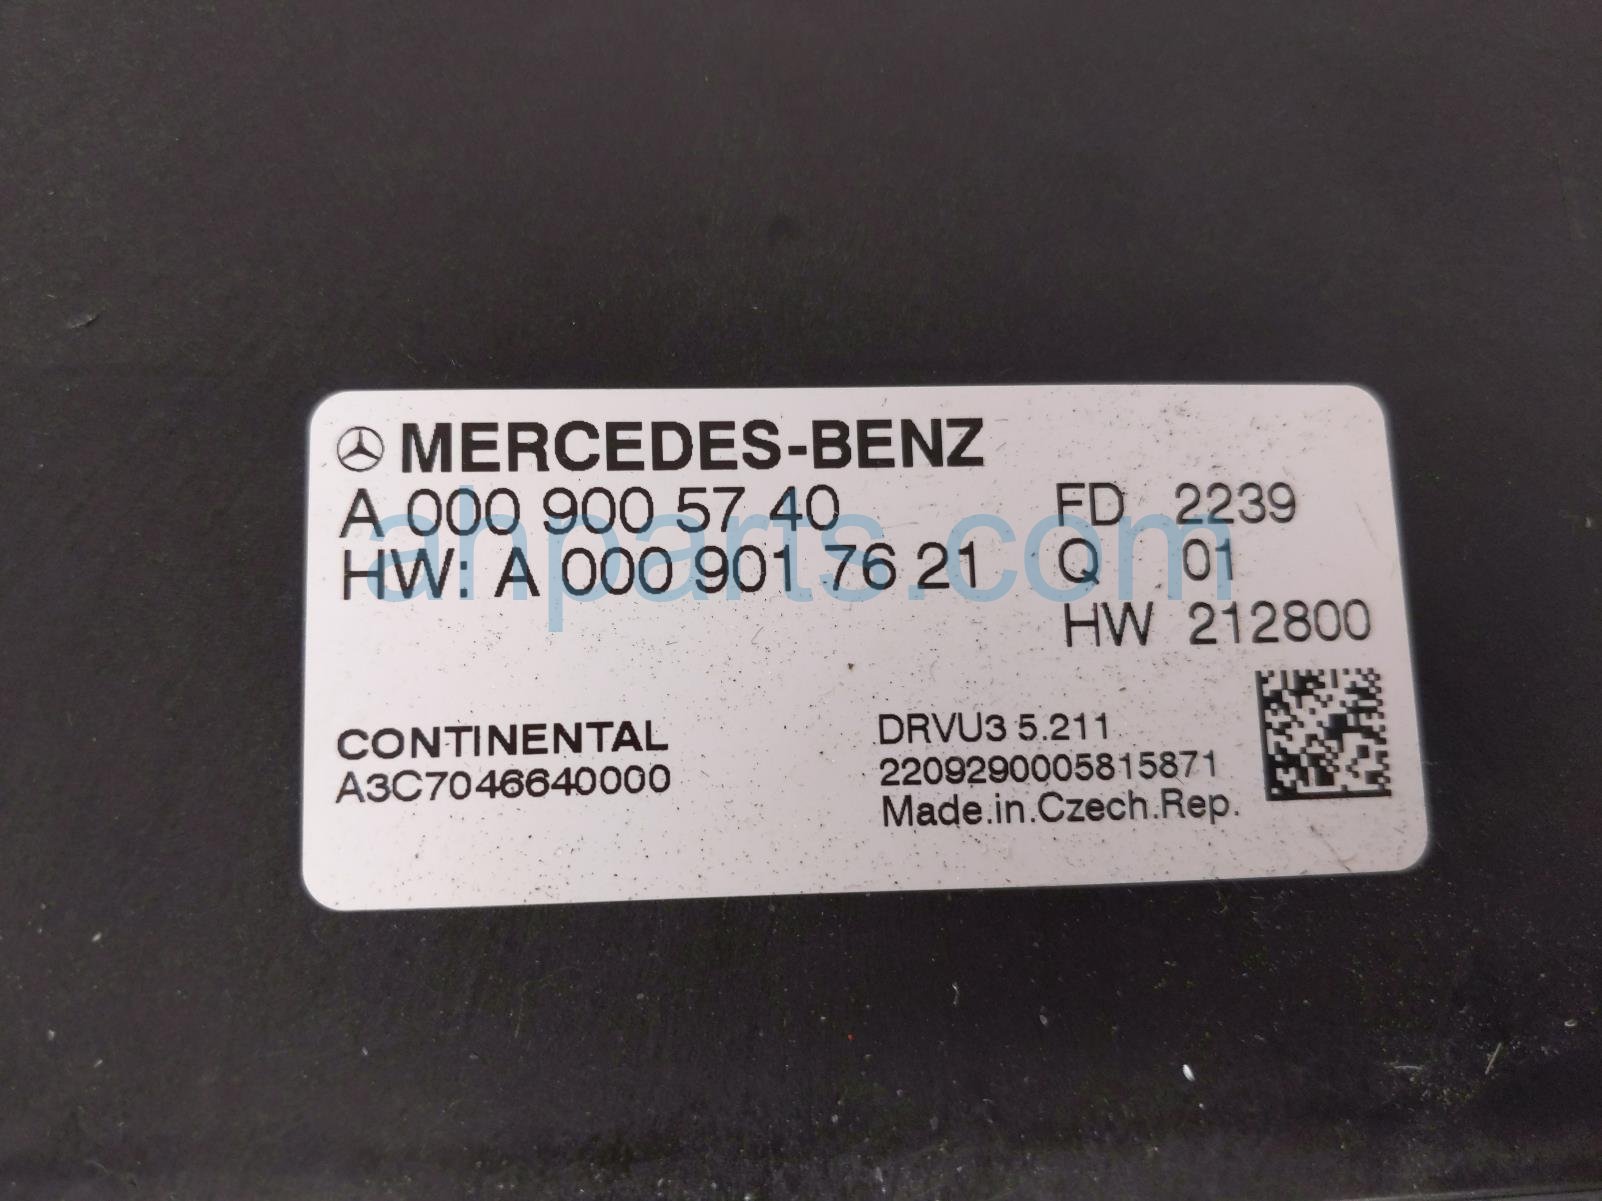 MERCEDES-BENZ
A 000 900 57 40
HW: A 000 901 76 21
FD 2239
Q 01
HW 212800
CONTINENTAL
A3C7046640000
DRVU3 5.211
2209290005815871
Made.in.Czech.Rep.
ahparts.com